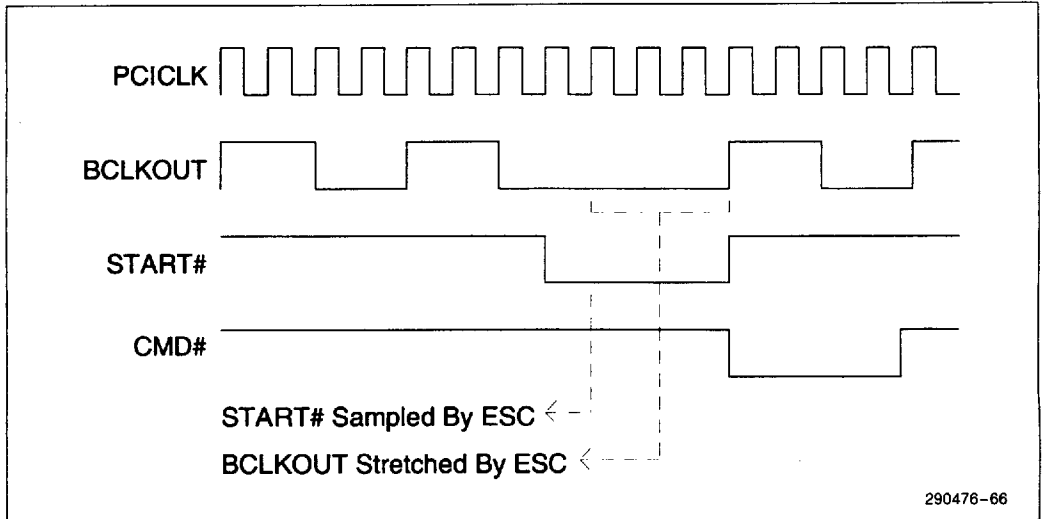 PCICLK
BCLKOUT
START#
CMD#
START# Sampled By ESC
BCLKOUT Stretched By ESC
290476-66